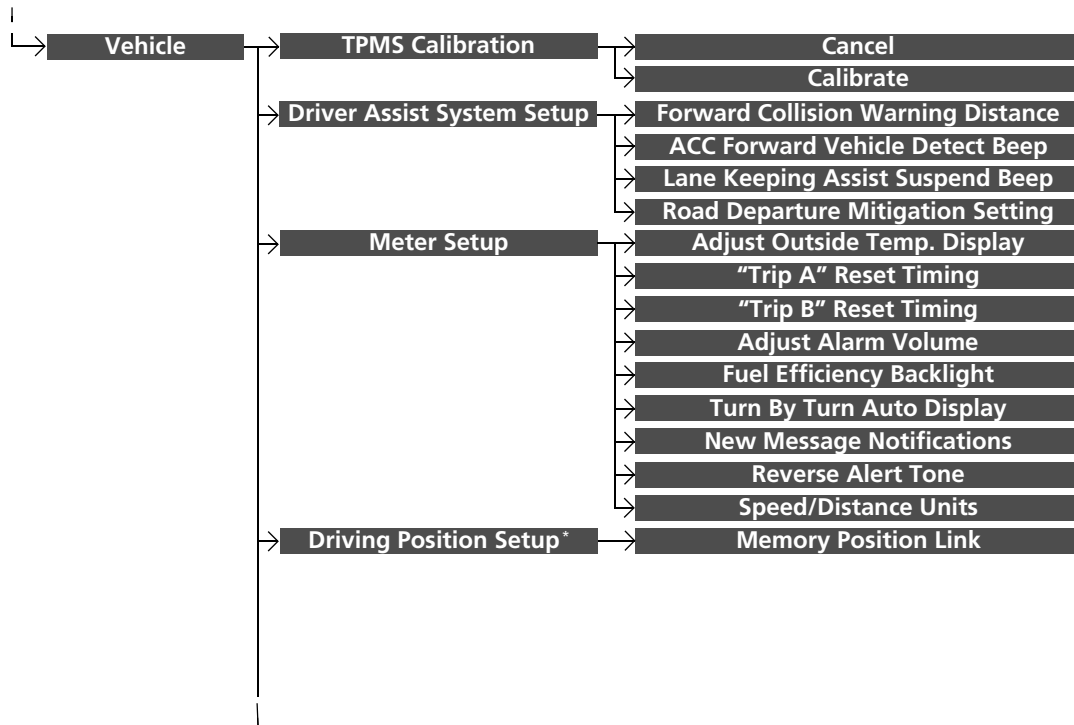 Vehicle
TPMS Calibration
Cancel
Calibrate
Driver Assist System Setup
Forward Collision Warning Distance
ACC Forward Vehicle Detect Beep
Lane Keeping Assist Suspend Beep
Road Departure Mitigation Setting
Meter Setup
Adjust Outside Temp. Display
“Trip A” Reset Timing
“Trip B” Reset Timing
Adjust Alarm Volume
Fuel Efficiency Backlight
Turn By Turn Auto Display
New Message Notifications
Reverse Alert Tone
Speed/Distance Units
Driving Position Setup*
Memory Position Link